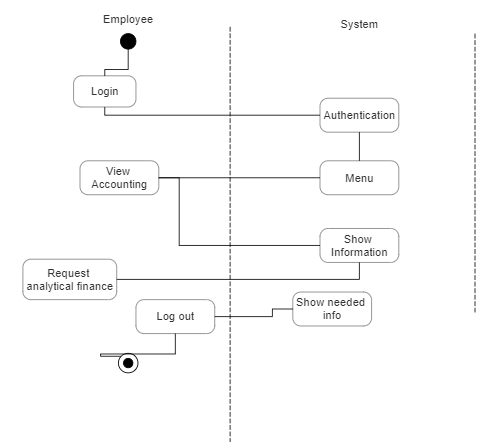 Employee
System
Login
Authentication
View
Accounting
Menu
Show
Information
Request
analytical finance
Show needed
info
Log out